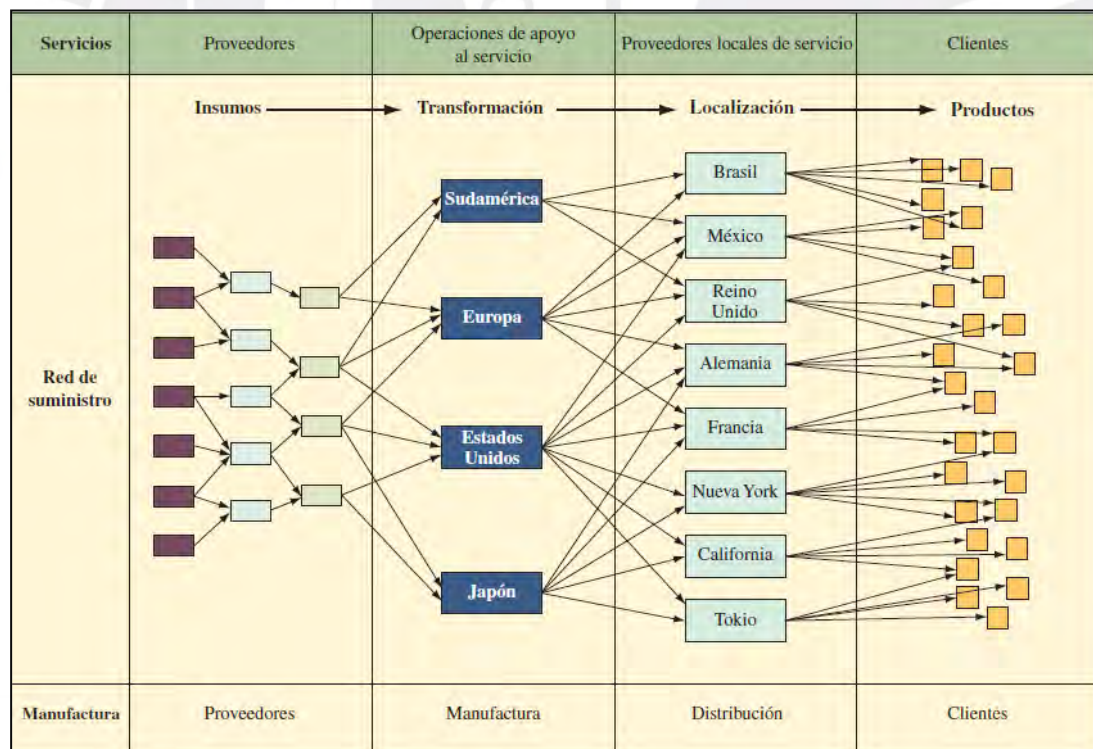 Servicios
Proveedores
Operaciones de apoyo
al servicio
Proveedores locales de servicio
Clientes
Insumos
Transformación
Localización
Productos
Red de
suministro
Sudamérica
Europa
Estados
Unidos
Japón
Brasil
México
Reino
Unido
Alemania
Francia
Nueva York
California
Tokio
Manufactura
Proveedores
Manufactura
Distribución
Clientes